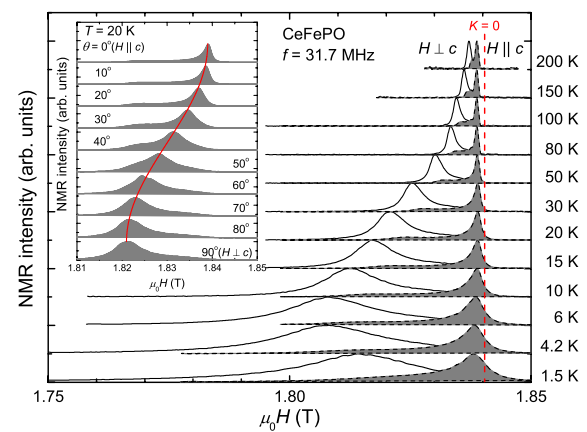 T = 20 K
θ = 0°(H || c)
10°
20°
30°
40°
50°
60°
70°
80°
90°(H ⊥ c)
NMR intensity (arb. units)
1.81 1.82 1.83 1.84 1.85
μ₀H (T)
CeFePO
f = 31.7 MHz
K = 0
H ⊥ c
H || c
200 K
150 K
100 K
80 K
50 K
30 K
20 K
15 K
10 K
6 K
4.2 K
1.5 K
NMR intensity (arb. units)
1.75 1.80 1.85
μ₀H (T)